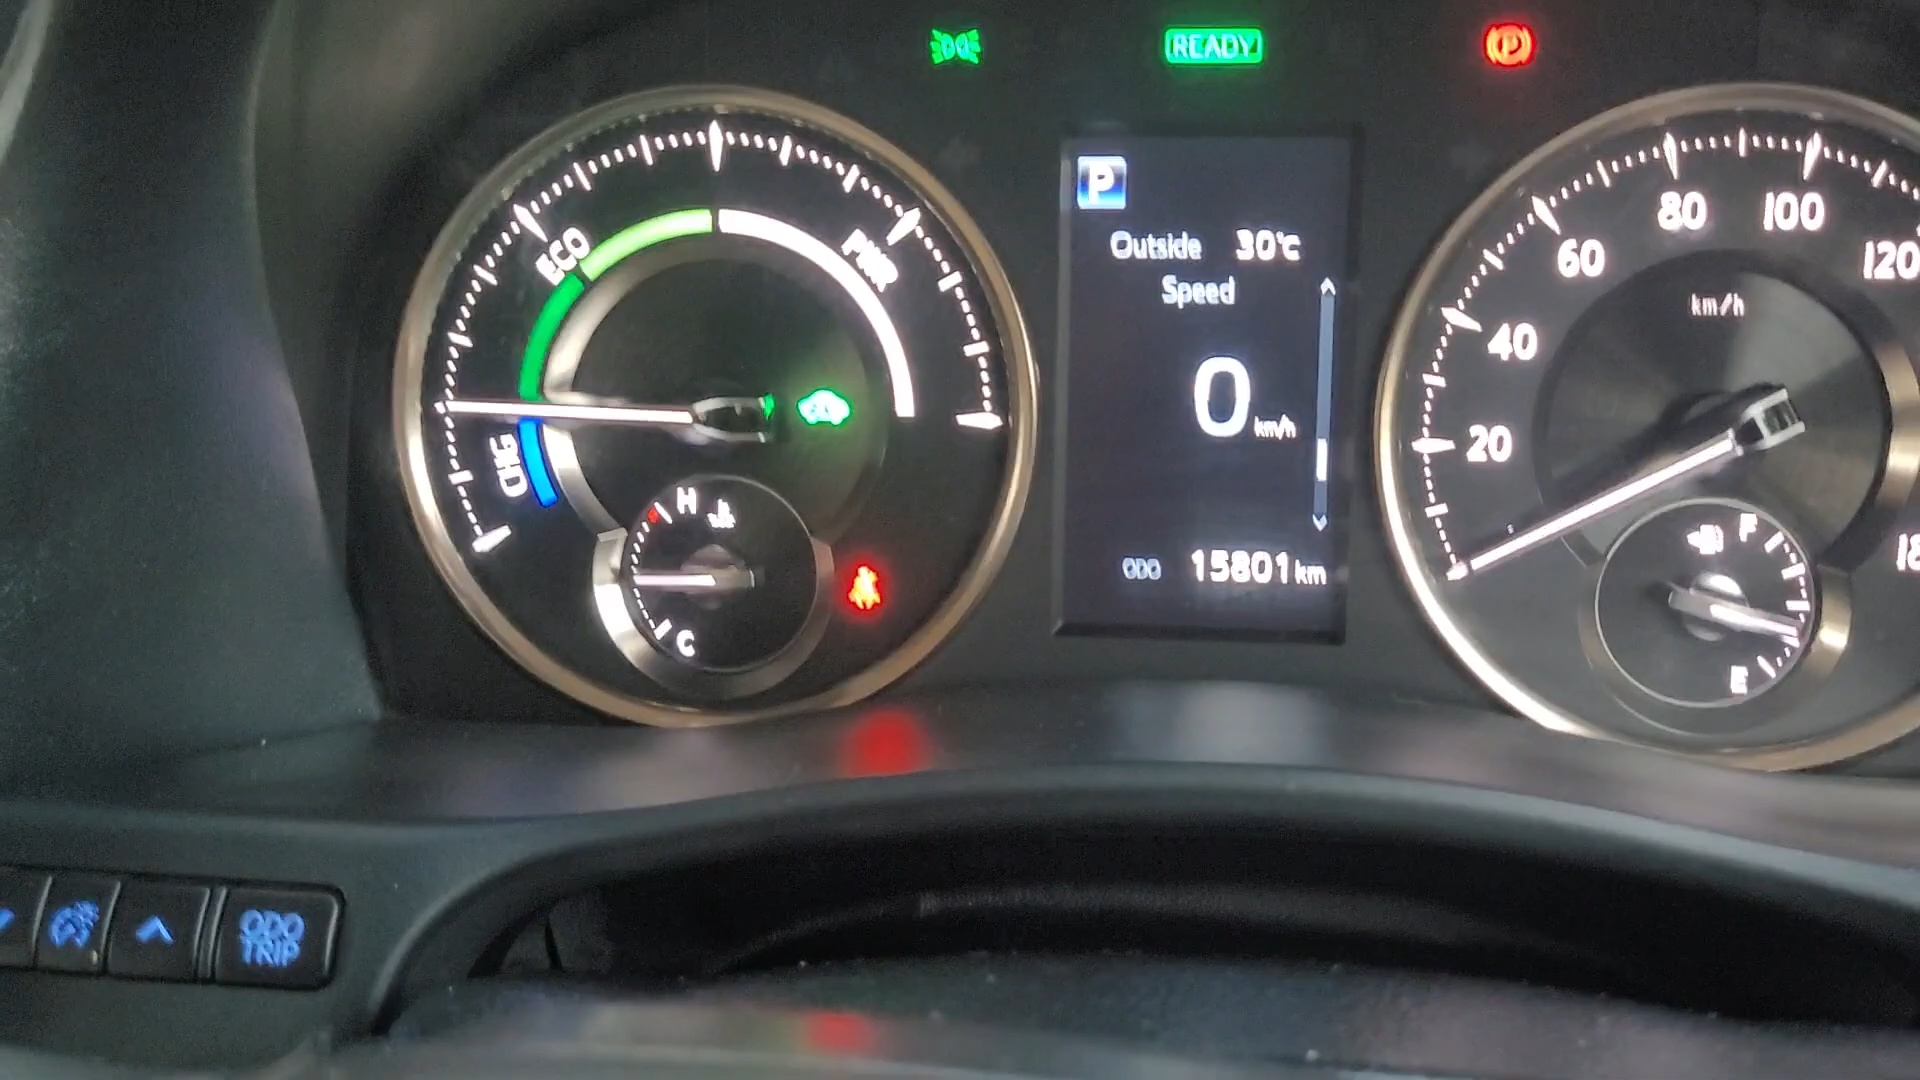 READY
P
P
Outside 30°C
Speed
0 km/h
ODO 15801 km
ECO
PWR
CHG
H
C
20
40
60
80
100
120
km/h
F
E
ODO
TRIP